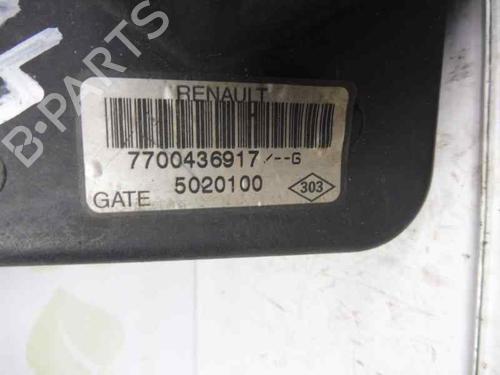 B-PARTS
RENAULT
7700436917/--G
5020100
GATE
303